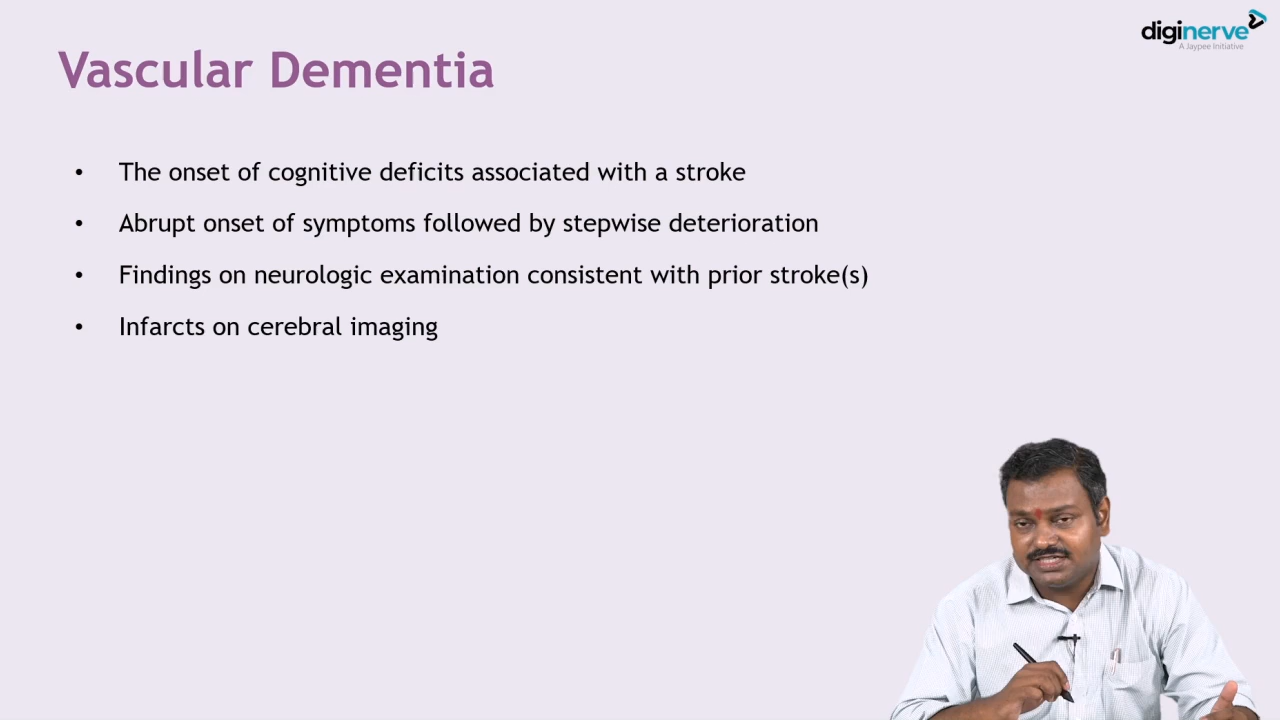 diginerve
A Jaypee Initiative
Vascular Dementia
• The onset of cognitive deficits associated with a stroke
• Abrupt onset of symptoms followed by stepwise deterioration
• Findings on neurologic examination consistent with prior stroke(s)
• Infarcts on cerebral imaging